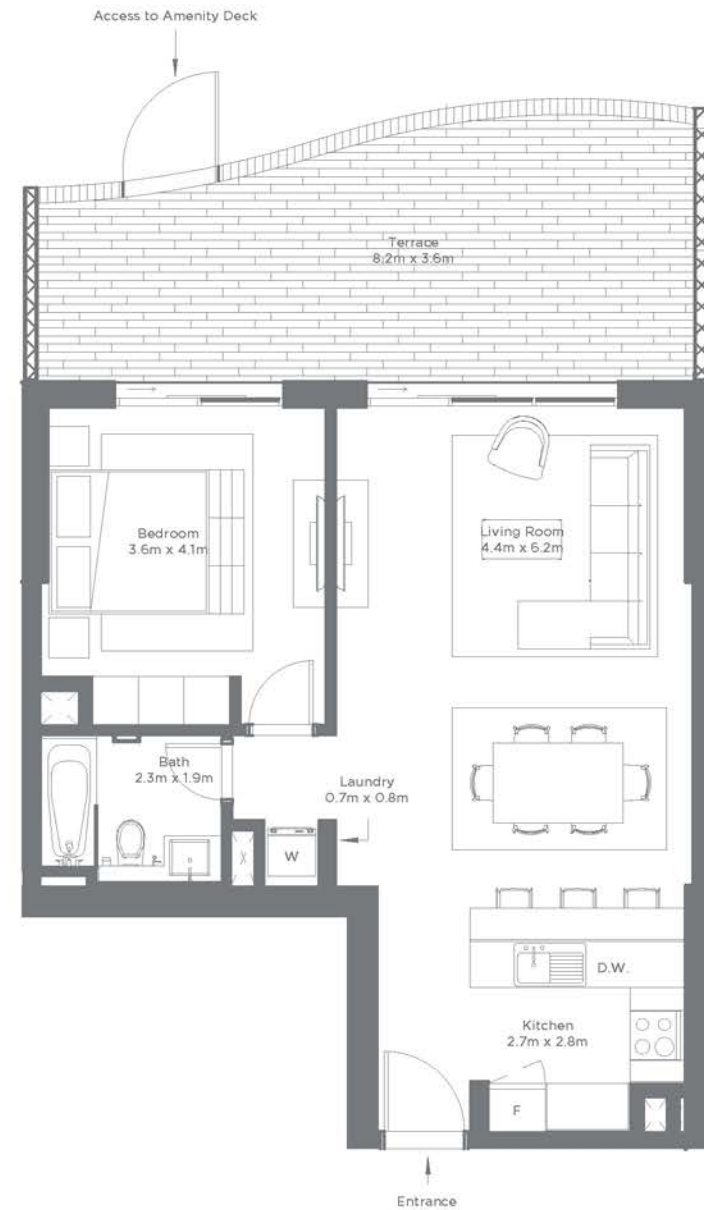 Access to Amenity Deck
Terrace
8.2m x 3.6m
Bedroom
3.6m x 4.1m
Living Room
4.4m x 6.2m
Bath
2.3m x 1.9m
Laundry
0.7m x 0.8m
W
D.W.
Kitchen
2.7m x 2.8m
F
Entrance